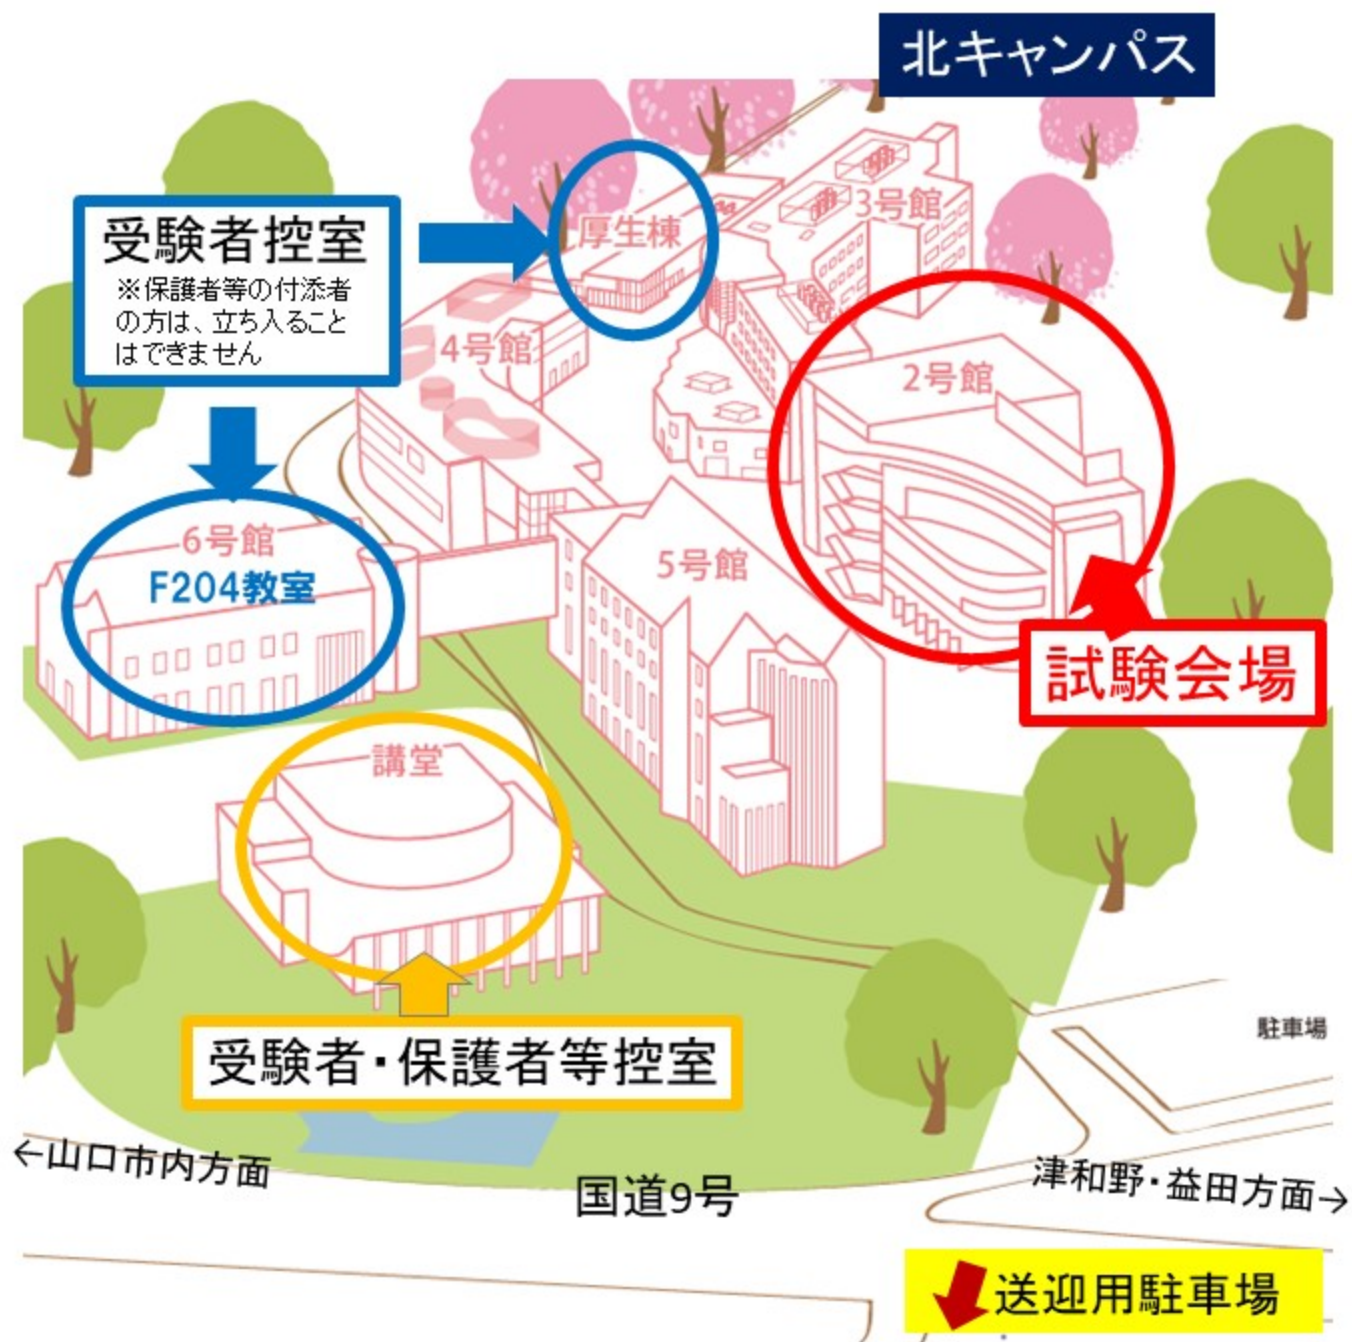 北キャンパス
受験者控室
※保護者等の付添者
の方は、立ち入ること
はできません
厚生棟
3号館
4号館
2号館
6号館
F204教室
5号館
試験会場
講堂
受験者・保護者等控室
駐車場
←山口市内方面
国道9号
津和野・益田方面→
送迎用駐車場